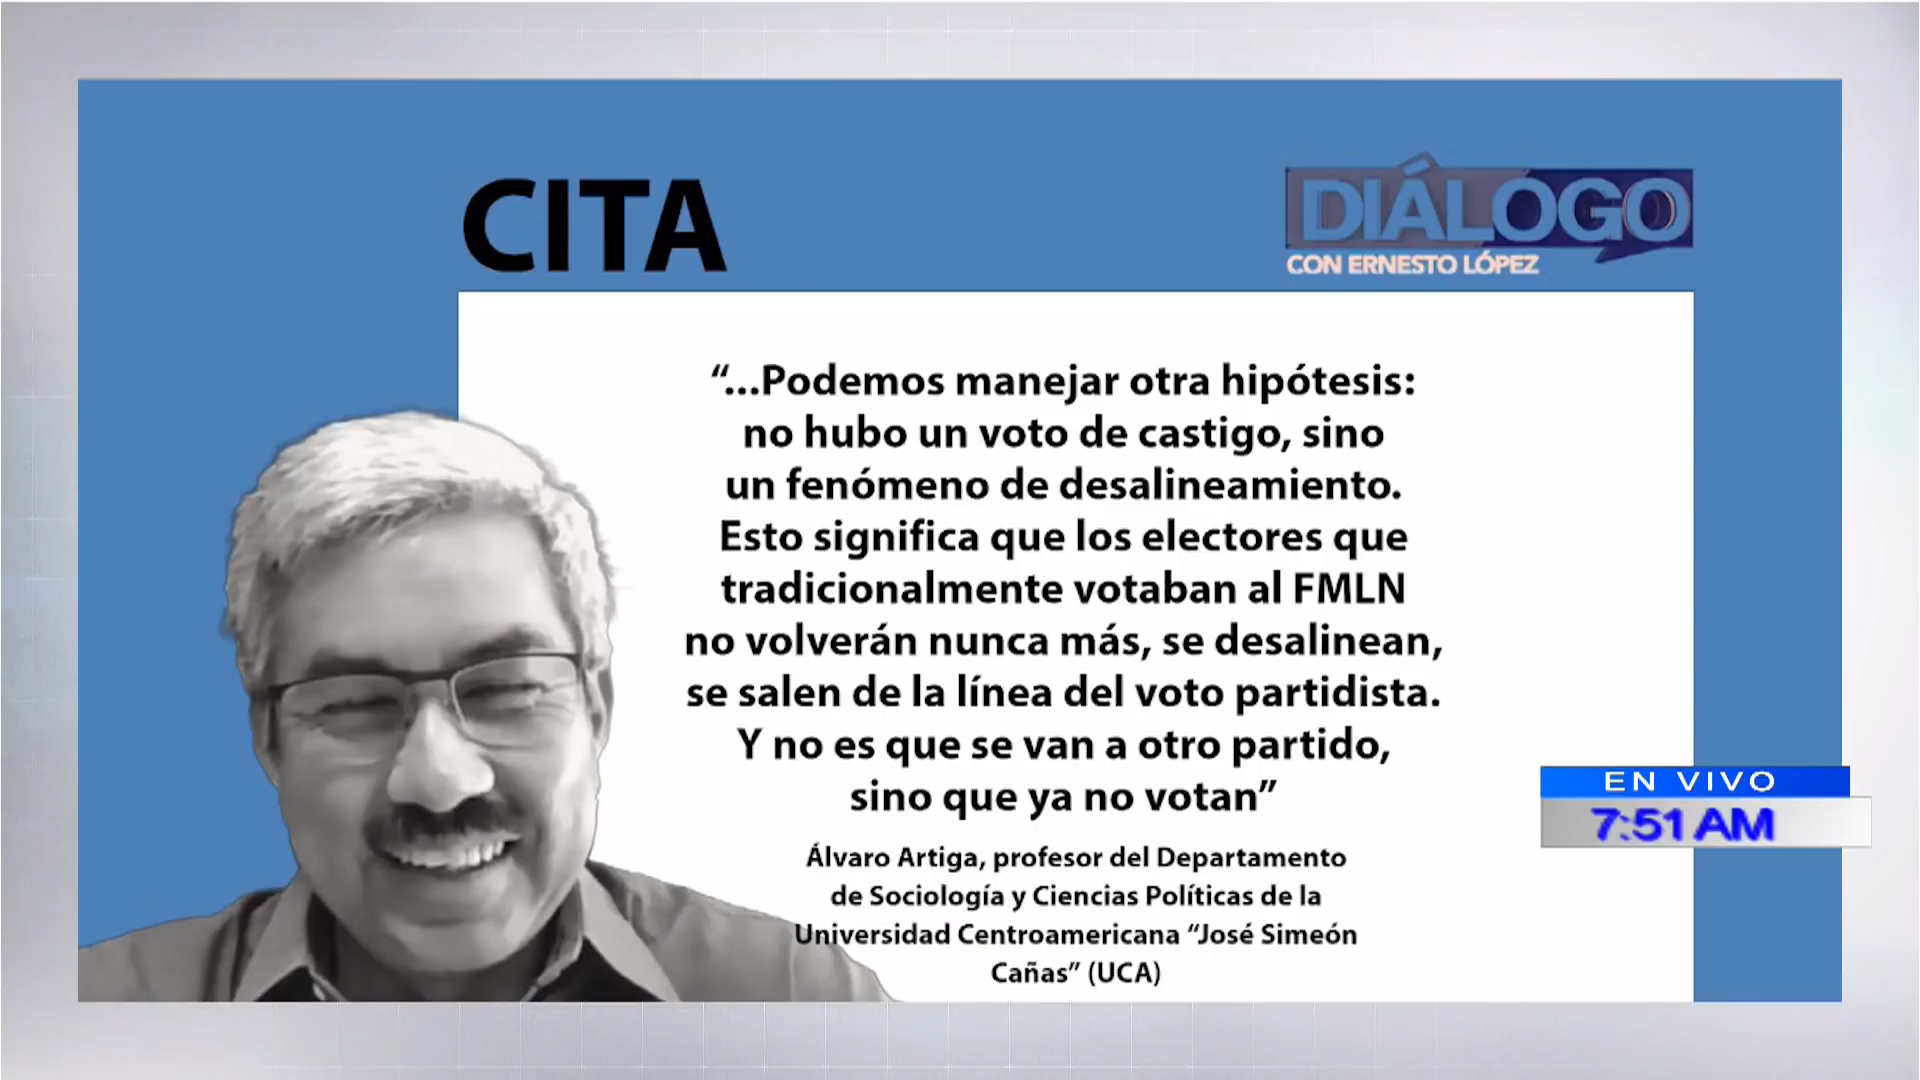 CITA
DIÁLOGO
CON ERNESTO LÓPEZ
“...Podemos manejar otra hipótesis:
no hubo un voto de castigo, sino
un fenómeno de desalineamiento.
Esto significa que los electores que
tradicionalmente votaban al FMLN
no volverán nunca más, se desalinean,
se salen de la línea del voto partidista.
Y no es que se van a otro partido,
sino que ya no votan”
Álvaro Artiga, profesor del Departamento
de Sociología y Ciencias Políticas de la
Universidad Centroamericana “José Simeón
Cañas” (UCA)
EN VIVO
7:51 AM